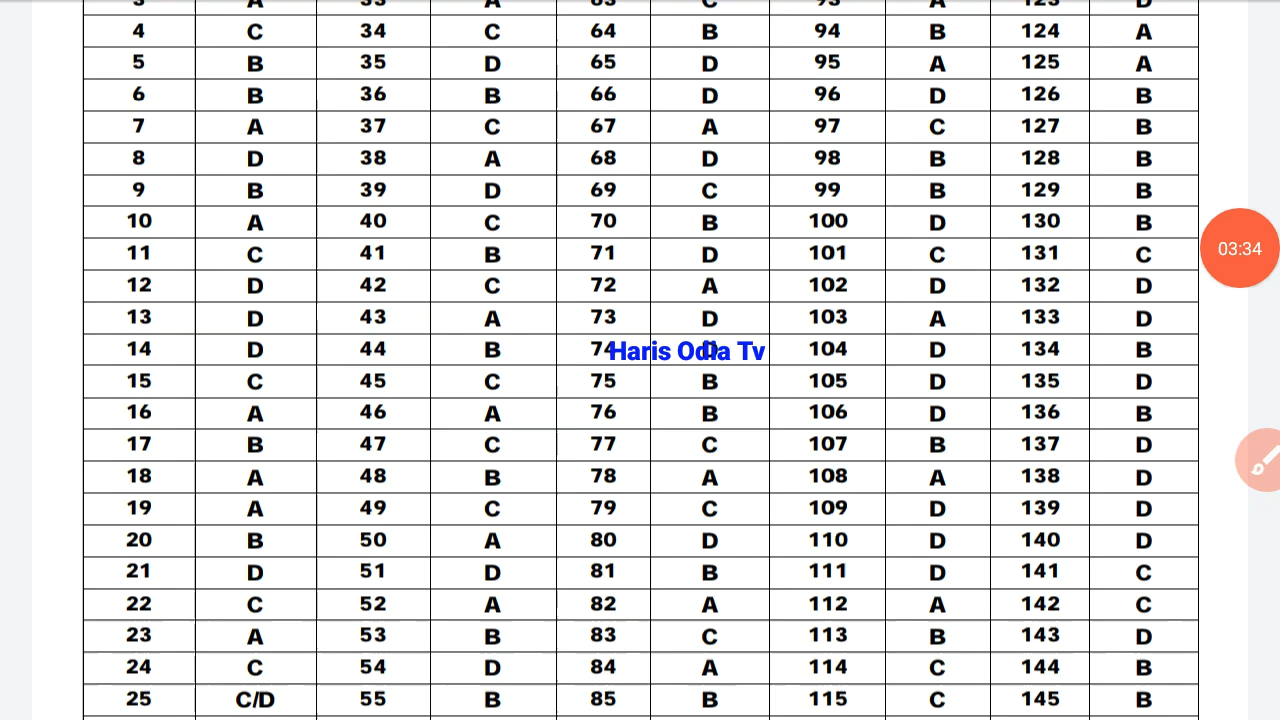 3 A 33 A 63 C 93 A 123 D
4 C 34 C 64 B 94 B 124 A
5 B 35 D 65 D 95 A 125 A
6 B 36 B 66 D 96 D 126 B
7 A 37 C 67 A 97 C 127 B
8 D 38 A 68 D 98 B 128 B
9 B 39 D 69 C 99 B 129 B
10 A 40 C 70 B 100 D 130 B
11 C 41 B 71 D 101 C 131 C
12 D 42 C 72 A 102 D 132 D
13 D 43 A 73 D 103 A 133 D
14 D 44 B 74 D 104 D 134 B
Haris Odia Tv
15 C 45 C 75 B 105 D 135 D
16 A 46 A 76 B 106 D 136 B
17 B 47 C 77 C 107 B 137 D
18 A 48 B 78 A 108 A 138 D
19 A 49 C 79 C 109 D 139 D
20 B 50 A 80 D 110 D 140 D
21 D 51 D 81 B 111 D 141 C
22 C 52 A 82 A 112 A 142 C
23 A 53 B 83 C 113 B 143 D
24 C 54 D 84 A 114 C 144 B
25 C/D 55 B 85 B 115 C 145 B
03:34